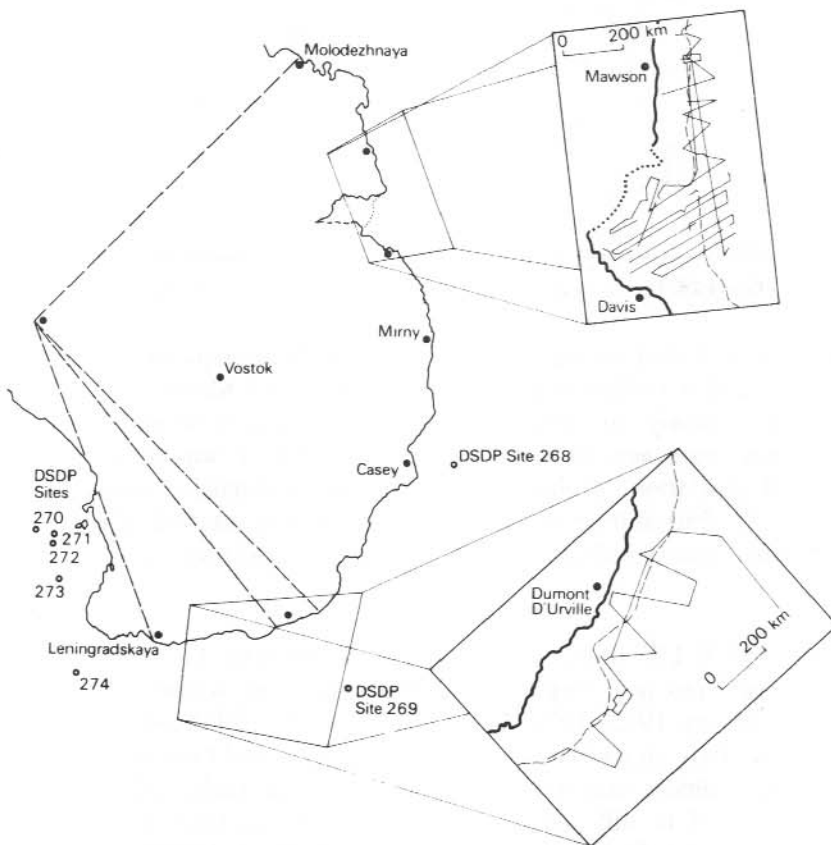 Molodezhnaya
0 200 km
Mawson
Davis
Mirny
Vostok
Casey
DSDP Site 268
DSDP
Sites
270
271
272
273
Leningradskaya
274
DSDP
Site 269
Dumont
D'Urville
0 200 km